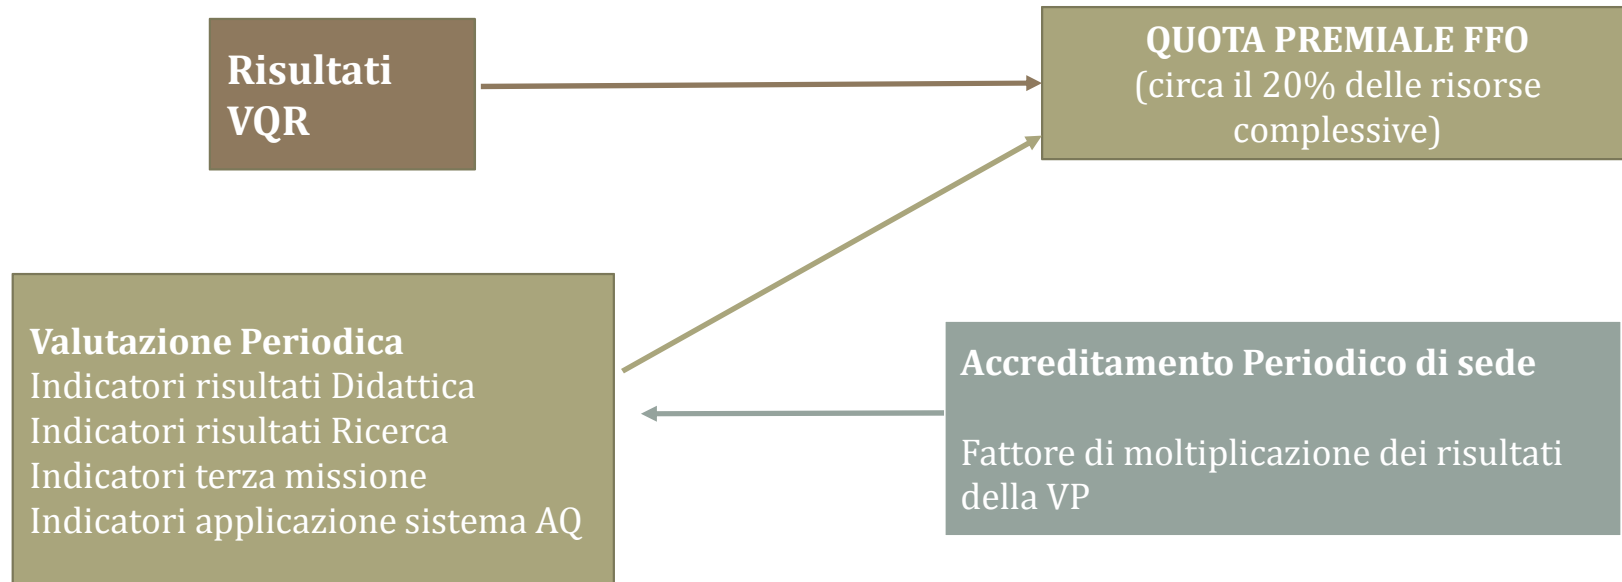 Risultati
VQR
QUOTA PREMIALE FFO
(circa il 20% delle risorse
complessive)
Valutazione Periodica
Indicatori risultati Didattica
Indicatori risultati Ricerca
Indicatori terza missione
Indicatori applicazione sistema AQ
Accreditamento Periodico di sede
Fattore di moltiplicazione dei risultati
della VP